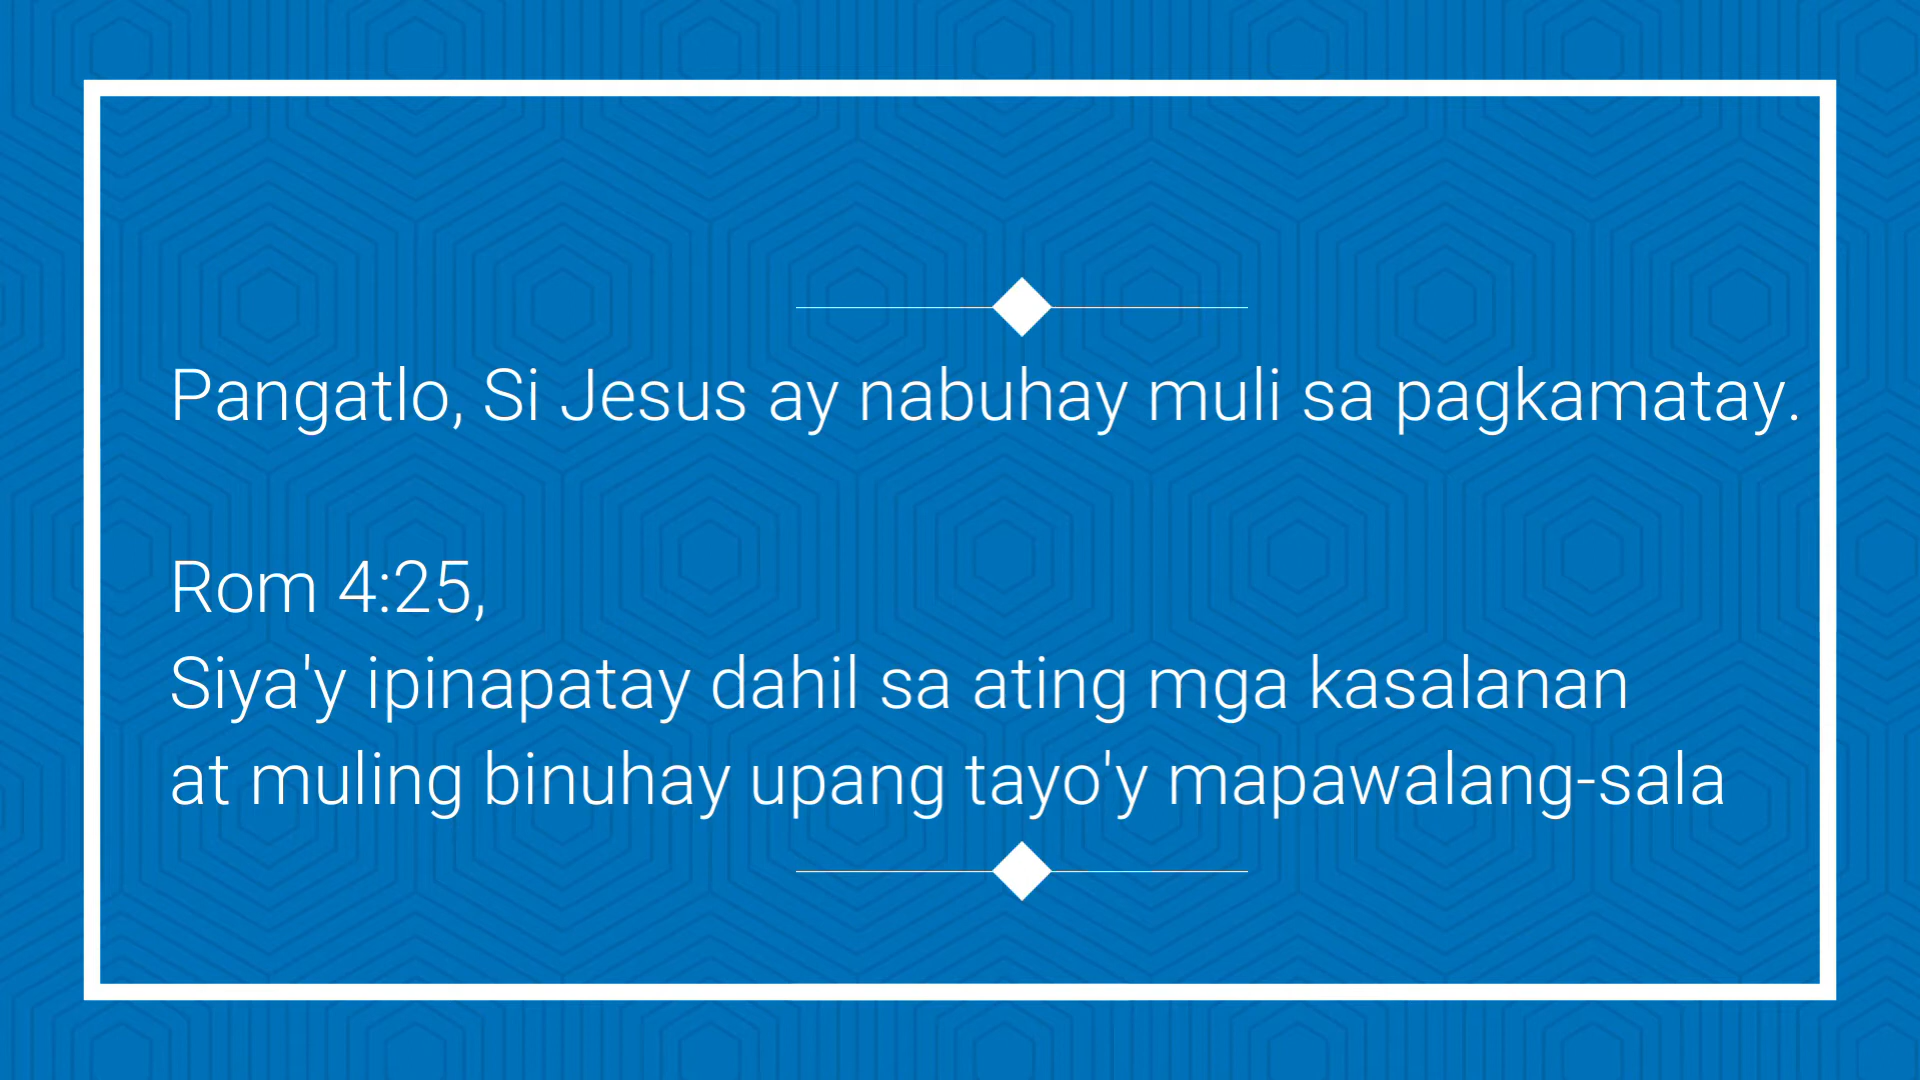 Pangatlo, Si Jesus ay nabuhay muli sa pagkamatay.
Rom 4:25,
Siya'y ipinapatay dahil sa ating mga kasalanan
at muling binuhay upang tayo'y mapawalang-sala